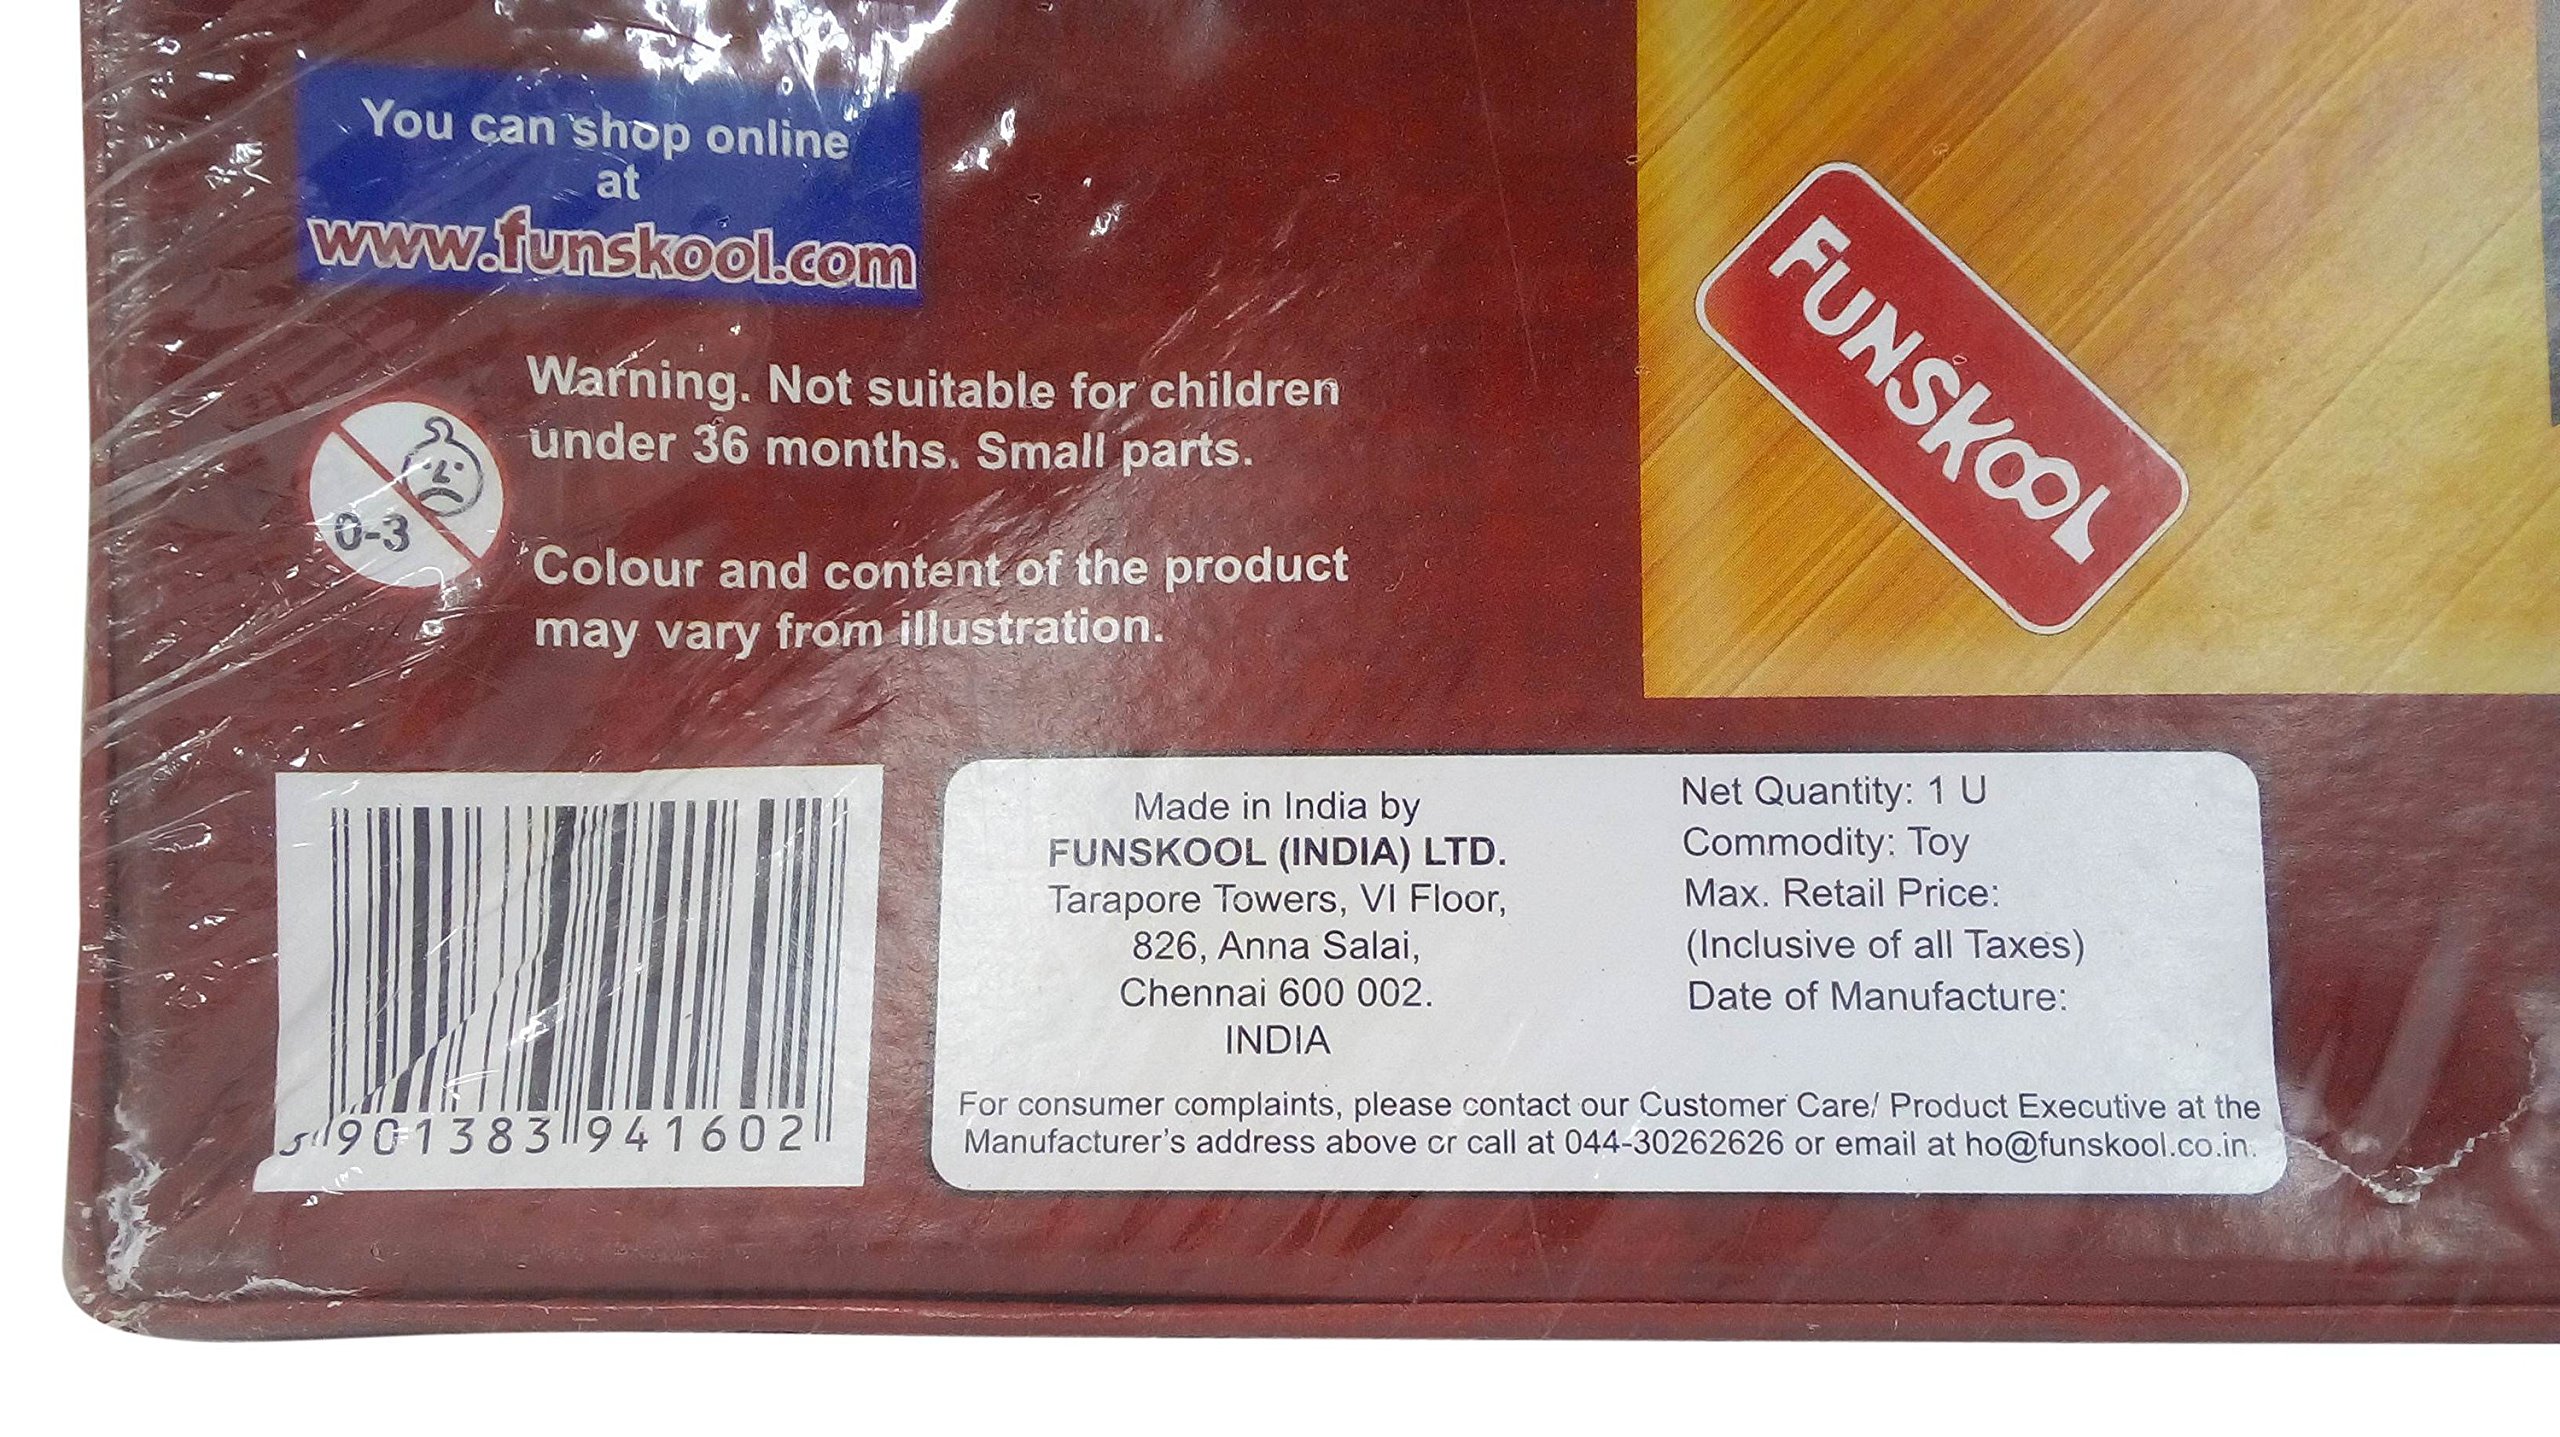 You can shop online
at
www.funskool.com
FUNSKOOL
Warning. Not suitable for children
under 36 months. Small parts.
0-3
Colour and content of the product
may vary from illustration.
901383 941602
Made in India by
FUNSKOOL (INDIA) LTD.
Tarapore Towers, VI Floor,
826, Anna Salai,
Chennai 600 002.
INDIA
Net Quantity: 1 U
Commodity: Toy
Max. Retail Price:
(Inclusive of all Taxes)
Date of Manufacture:
For consumer complaints, please contact our Customer Care/ Product Executive at the
Manufacturer's address above or call at 044-30262626 or email at ho@funskool.co.in.